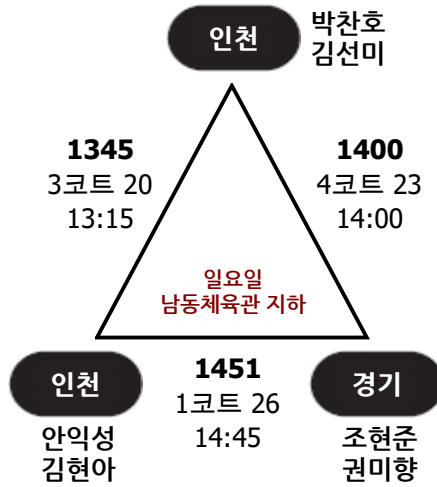 인천
박찬호
김선미
1345
3코트 20
13:15
1400
4코트 23
14:00
일요일
남동체육관 지하
인천
안익성
김현아
1451
1코트 26
14:45
경기
조현준
권미향